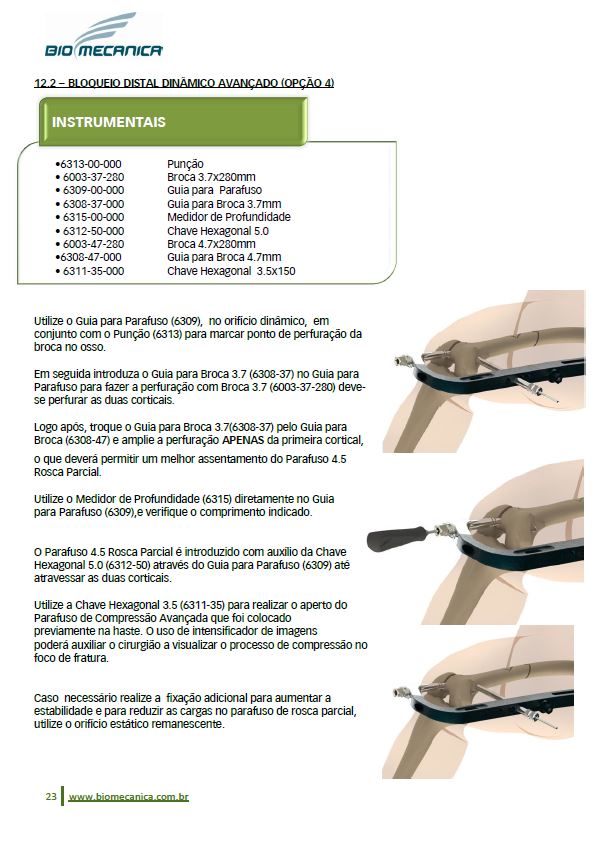 BIOMECANICA
12.2 – BLOQUEIO DISTAL DINÂMICO AVANÇADO (OPÇÃO 4)
INSTRUMENTAIS
•6313-00-000 Punção
• 6003-37-280 Broca 3.7x280mm
• 6309-00-000 Guia para Parafuso
• 6308-37-000 Guia para Broca 3.7mm
• 6315-00-000 Medidor de Profundidade
• 6312-50-000 Chave Hexagonal 5.0
• 6003-47-280 Broca 4.7x280mm
•6308-47-000 Guia para Broca 4.7mm
• 6311-35-000 Chave Hexagonal 3.5x150
Utilize o Guia para Parafuso (6309), no orifício dinâmico, em
conjunto com o Punção (6313) para marcar ponto de perfuração da
broca no osso.
Em seguida introduza o Guia para Broca 3.7 (6308-37) no Guia para
Parafuso para fazer a perfuração com Broca 3.7 (6003-37-280) deve-
se perfurar as duas corticais.
Logo após, troque o Guia para Broca 3.7(6308-37) pelo Guia para
Broca (6308-47) e amplie a perfuração APENAS da primeira cortical,
o que deverá permitir um melhor assentamento do Parafuso 4.5
Rosca Parcial.
Utilize o Medidor de Profundidade (6315) diretamente no Guia
para Parafuso (6309),e verifique o comprimento indicado.
O Parafuso 4.5 Rosca Parcial é introduzido com auxilio da Chave
Hexagonal 5.0 (6312-50) através do Guia para Parafuso (6309) até
atravessar as duas corticais.
Utilize a Chave Hexagonal 3.5 (6311-35) para realizar o aperto do
Parafuso de Compressão Avançada que foi colocado
previamente na haste. O uso de intensificador de imagens
poderá auxiliar o cirurgião a visualizar o processo de compressão no
foco de fratura.
Caso necessário realize a fixação adicional para aumentar a
estabilidade e para reduzir as cargas no parafuso de rosca parcial,
utilize o orifício estático remanescente.
23 www.biomecanica.com.br